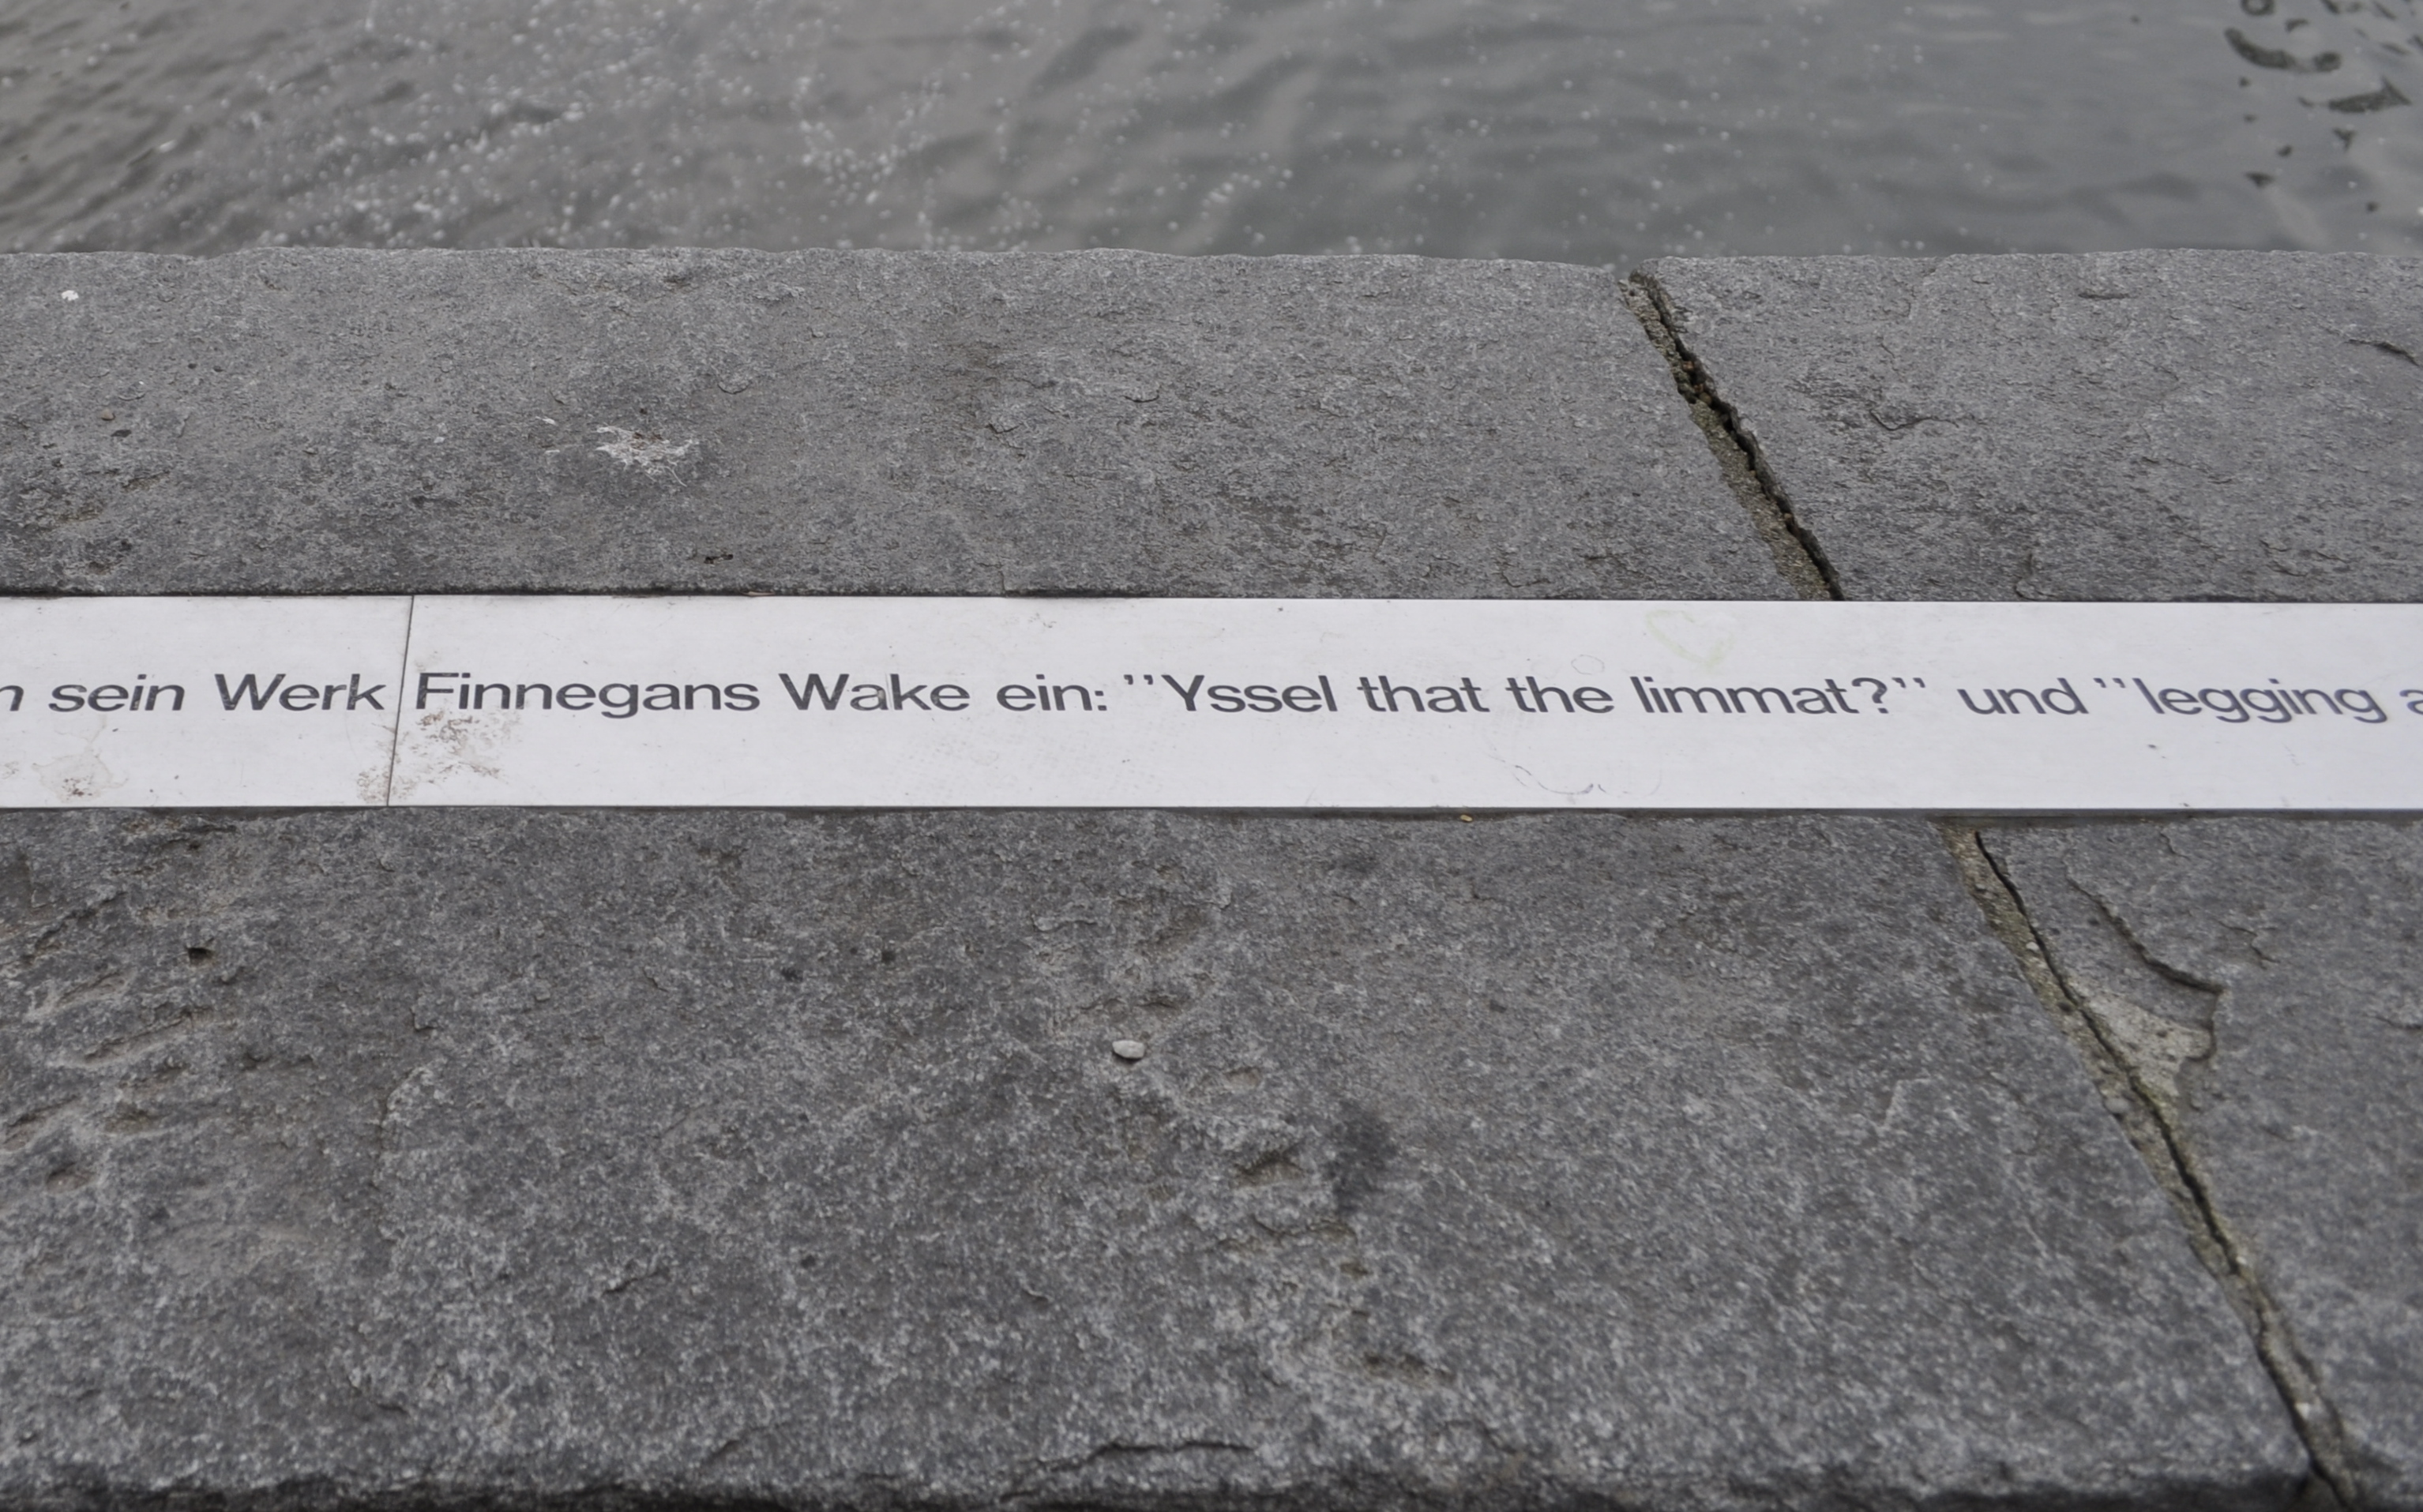 sein Werk Finnegans Wake ein: ’’Yssel that the limmat?’’ und ’’legging